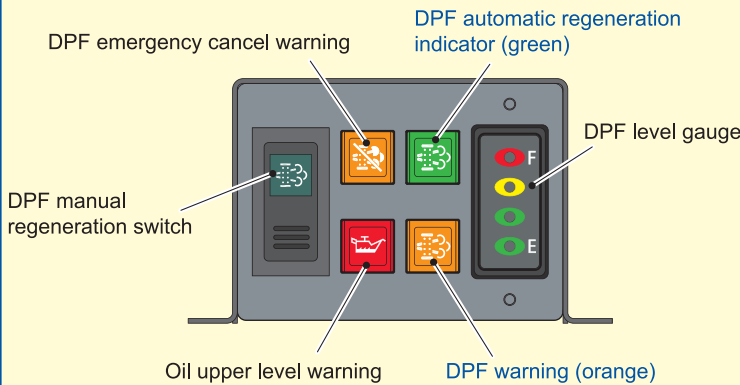 DPF automatic regeneration
indicator (green)
DPF emergency cancel warning
DPF level gauge
F
DPF manual
regeneration switch
E
Oil upper level warning
DPF warning (orange)